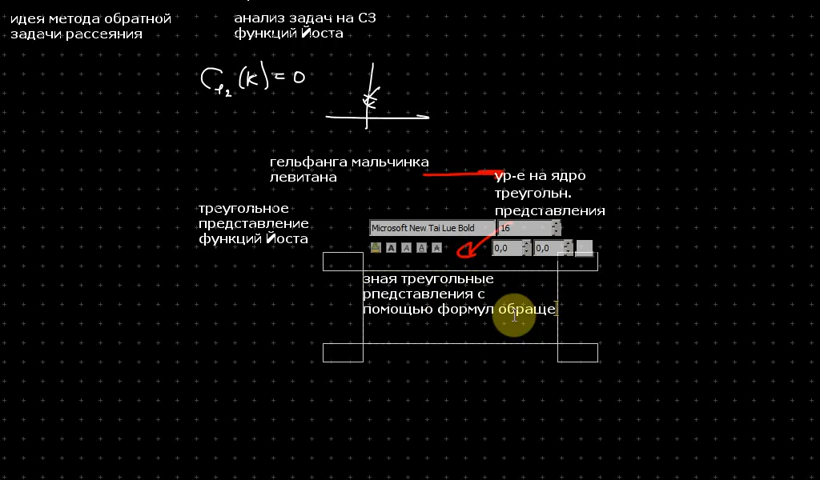 идея метода обратной
задачи рассеяния
анализ задач на СЗ
функций Йоста
C₁₂(k) = 0
гельфанга мальчинка
левитана
ур-е на ядро
треугольн.
представления
треугольное
представление
функций Йоста
Microsoft New Tai Lue Bold
16
A A A A A
0,0
0,0
зная треугольные
рпедставления с
помощью формул обраще